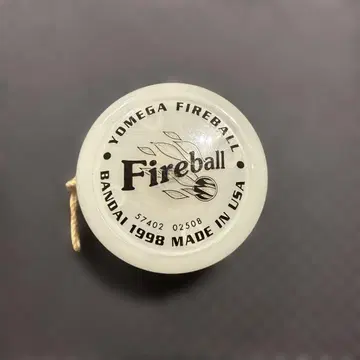 • YOMEGA FIREBALL •
Fireball
57402 02508
BANDAI 1998 MADE IN USA